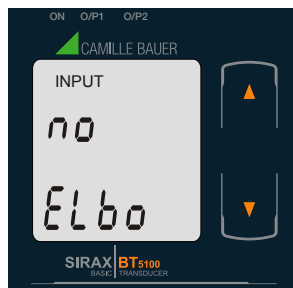 ON O/P1 O/P2
CAMILLE BAUER
INPUT
no
ELbo
SIRAX BT5100
BASIC TRANSDUCER